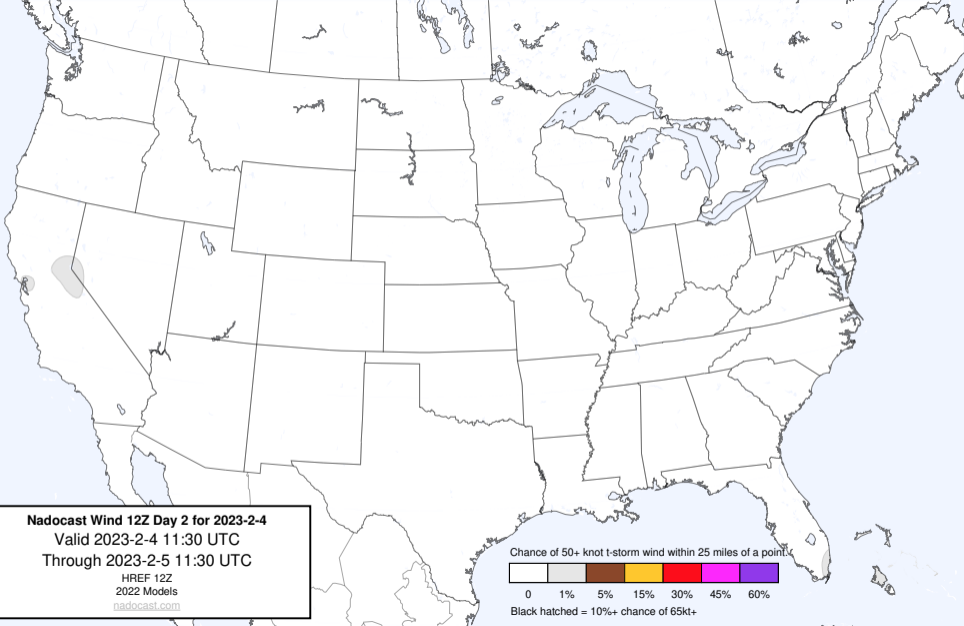 Nadocast Wind 12Z Day 2 for 2023-2-4
Valid 2023-2-4 11:30 UTC
Through 2023-2-5 11:30 UTC
HREF 12Z
2022 Models
nadocast.com
Chance of 50+ knot t-storm wind within 25 miles of a point.
0 1% 5% 15% 30% 45% 60%
Black hatched = 10%+ chance of 65kt+